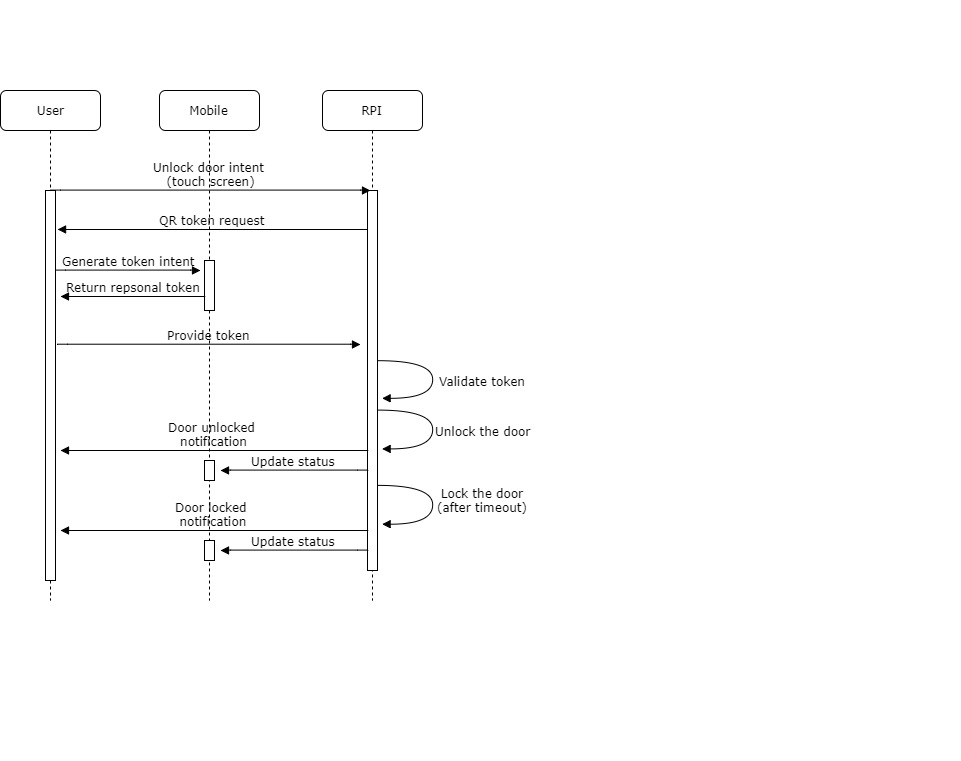 User
Mobile
RPI
Unlock door intent
(touch screen)
QR token request
Generate token intent
Return repsonal token
Provide token
Validate token
Unlock the door
Door unlocked
notification
Update status
Lock the door
(after timeout)
Door locked
notification
Update status